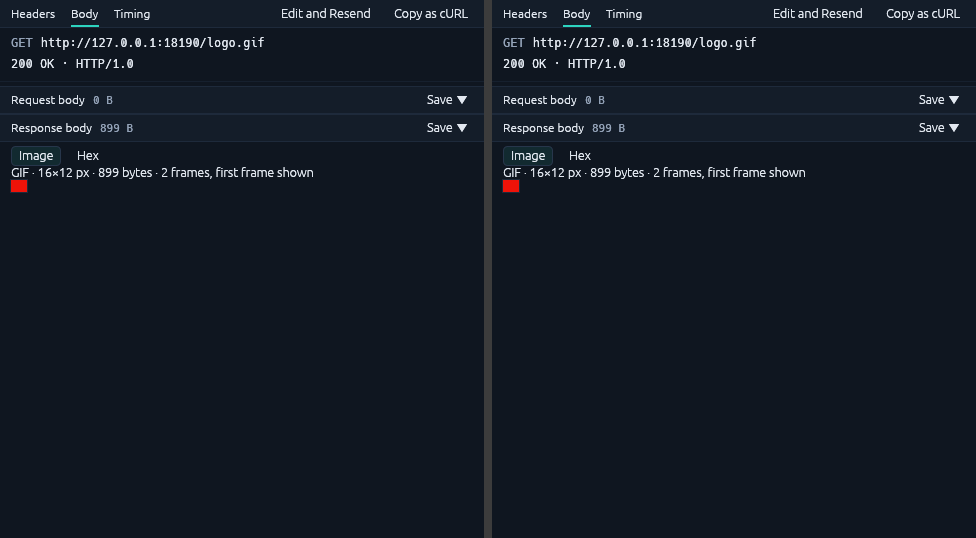 Headers Body Timing Edit and Resend Copy as cURL
GET http://127.0.0.1:18190/logo.gif
200 OK · HTTP/1.0
Request body 0 B Save ▼
Response body 899 B Save ▼
Image Hex
GIF · 16×12 px · 899 bytes · 2 frames, first frame shown
Headers Body Timing Edit and Resend Copy as cURL
GET http://127.0.0.1:18190/logo.gif
200 OK · HTTP/1.0
Request body 0 B Save ▼
Response body 899 B Save ▼
Image Hex
GIF · 16×12 px · 899 bytes · 2 frames, first frame shown